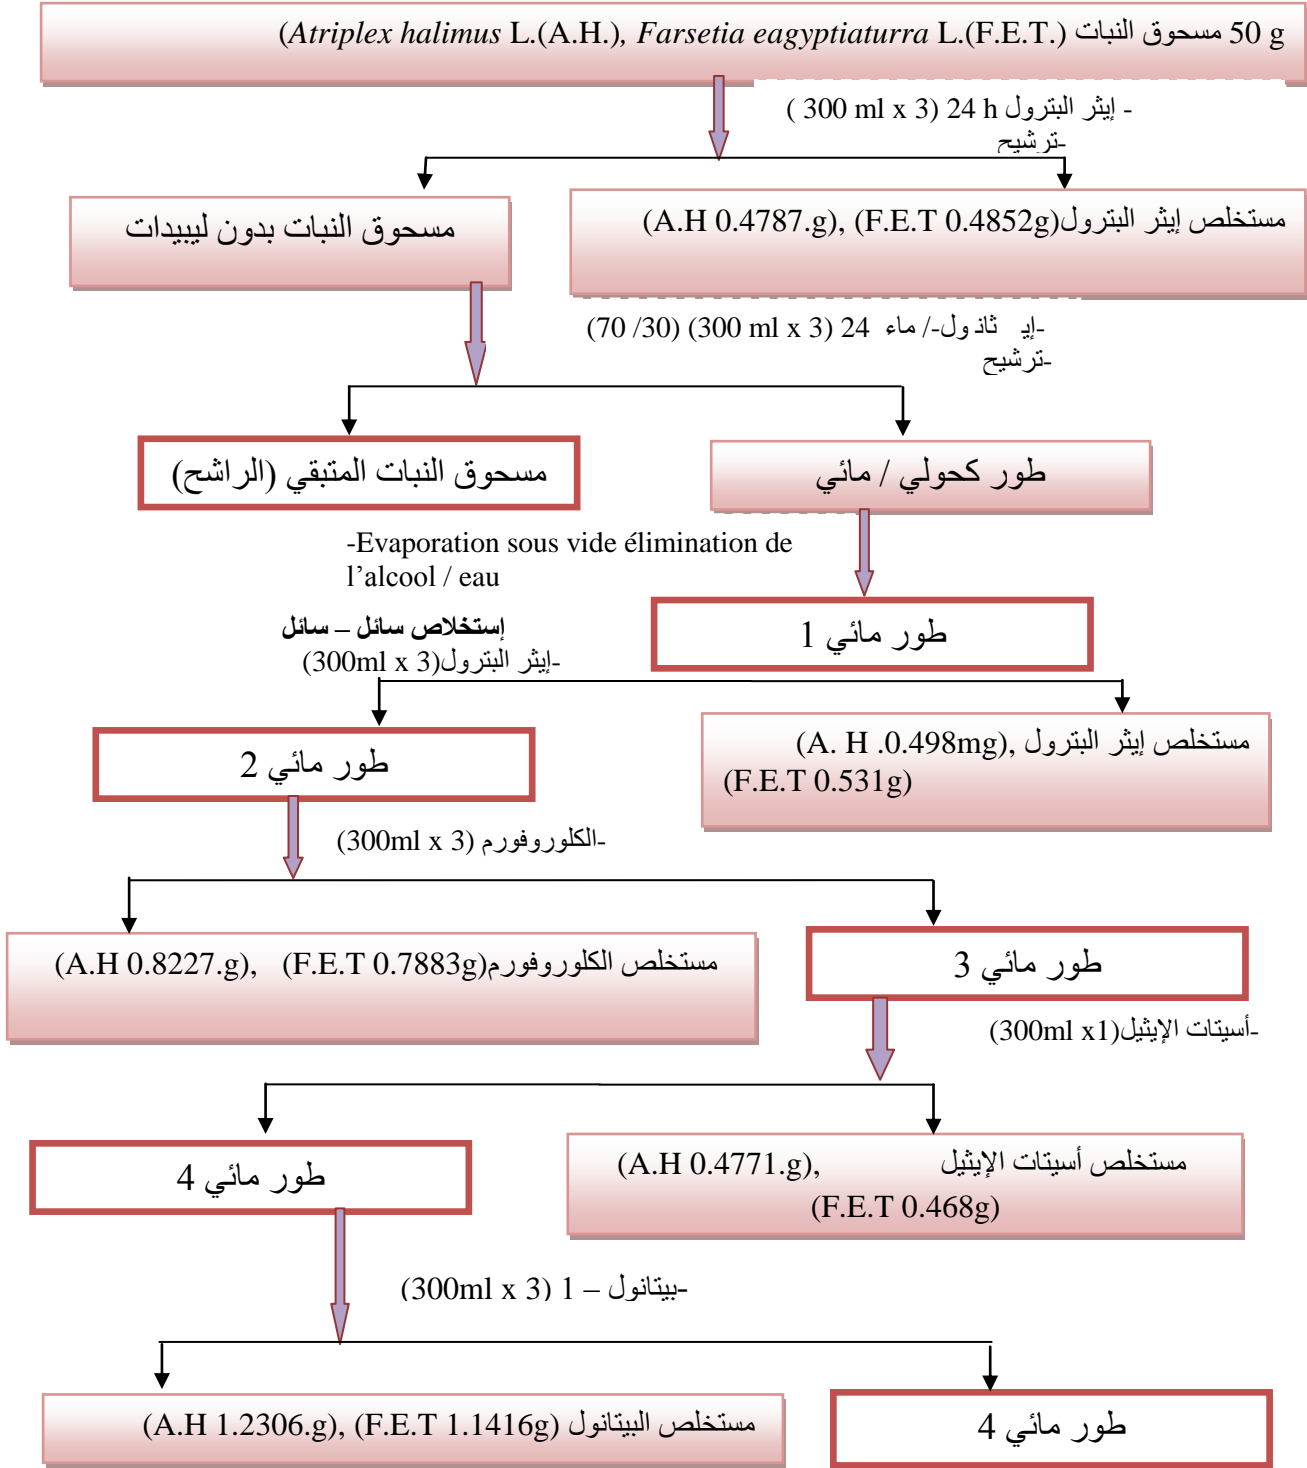 50 g مسحوق النبات (Atriplex halimus L.(A.H.), Farsetia eagyptiaturra L.(F.E.T.)
- إيثر البترول 24 h (300 ml x 3 )
-ترشيح
مستخلص إيثر البترول(A.H 0.4787.g), (F.E.T 0.4852g)
مسحوق النبات بدون ليبيدات
-إيـ ثانـول-/ ماء 24 (300 ml x 3) (70 /30)
-ترشيح
طور كحولي / مائي
مسحوق النبات المتبقي (الراشح)
-Evaporation sous vide élimination de
l'alcool / eau
طور مائي 1
إستخلاص سائل – سائل
-إيثر البترول(300ml x 3)
مستخلص إيثر البترول (A. H .0.498mg),
(F.E.T 0.531g)
طور مائي 2
-الكلوروفورم (300ml x 3)
مستخلص الكلوروفورم(A.H 0.8227.g), (F.E.T 0.7883g)
طور مائي 3
-أسيتات الإيثيل(300ml x1)
مستخلص أسيتات الإيثيل (A.H 0.4771.g),
(F.E.T 0.468g)
طور مائي 4
-بيتانول – 1 (300ml x 3)
مستخلص البيتانول (A.H 1.2306.g), (F.E.T 1.1416g)
طور مائي 4